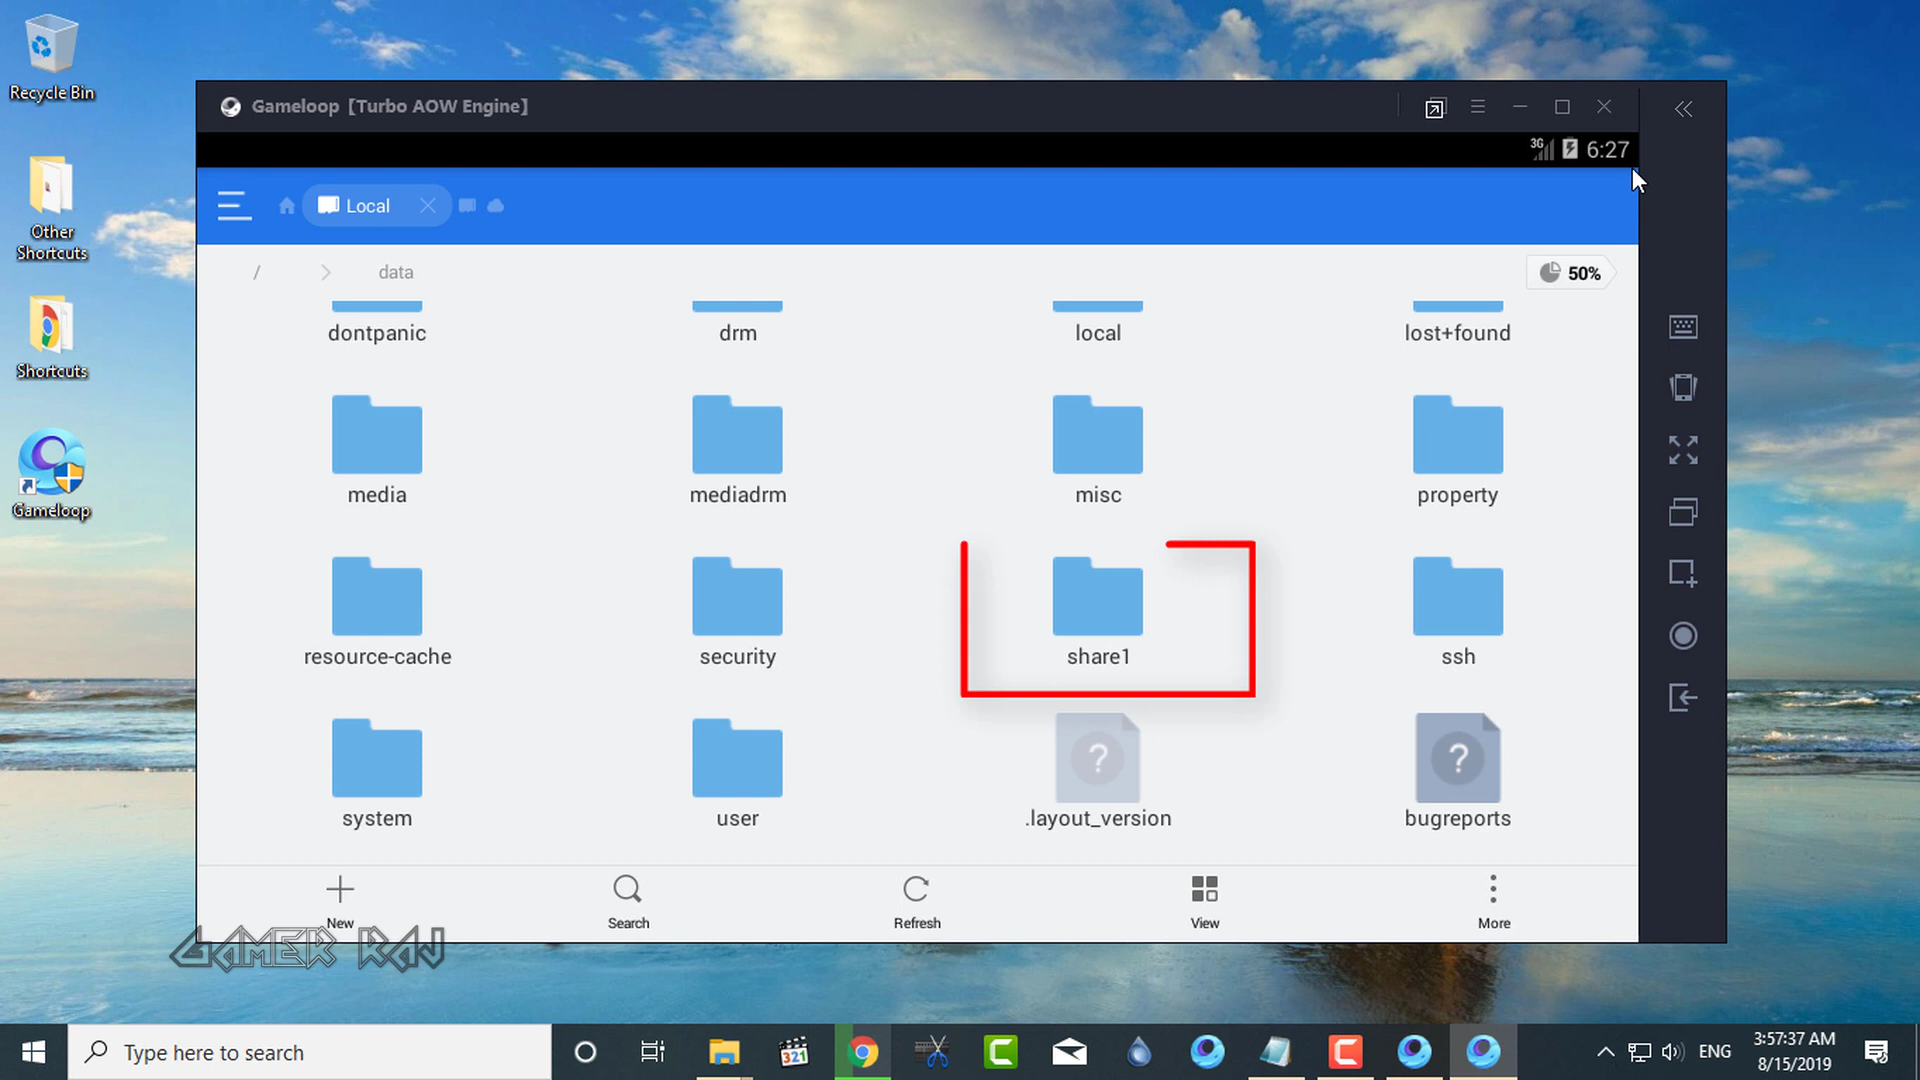 Recycle Bin
Other
Shortcuts
Shortcuts
Gameloop
Gameloop【Turbo AOW Engine】
3G
6:27
Local
/
data
50%
dontpanic
drm
local
lost+found
media
mediadrm
misc
property
resource-cache
security
share1
ssh
system
user
?
.layout_version
?
bugreports
New
Search
Refresh
View
More
GAMER RAJ
Type here to search
321
ENG
3:57:37 AM
8/15/2019